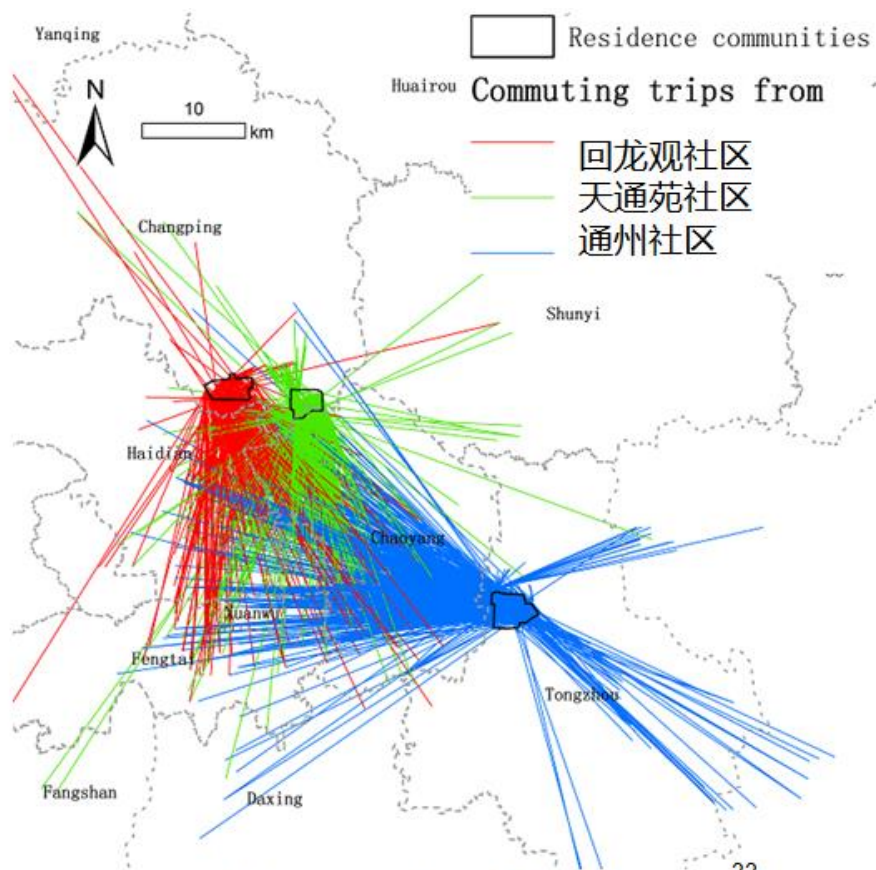 Yanqing
Residence communities
N
Huairou
Commuting trips from
10
km
回龙观社区
天通苑社区
通州社区
Changping
Shunyi
Haidian
Chaoyang
Xuanwu
Fengtai
Tongzhou
Fangshan
Daxing